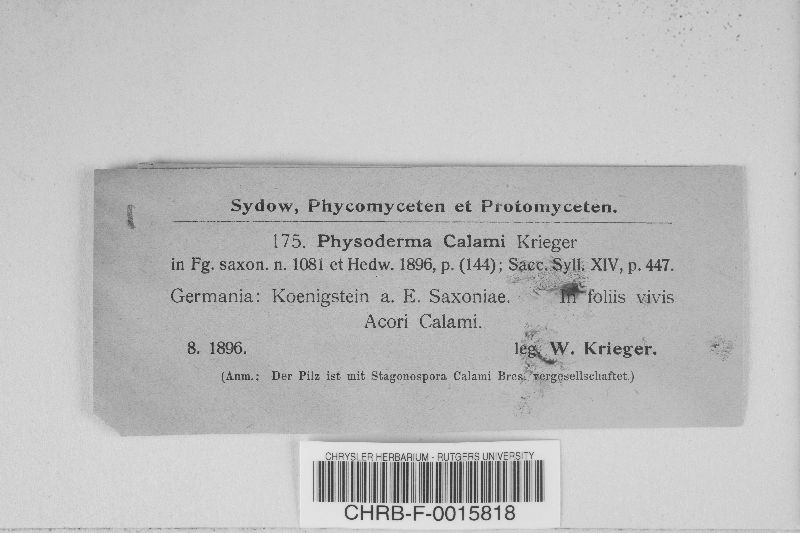 Sydow, Phycomyceten et Protomyceten.
175. Physoderma Calami Krieger
in Fg. saxon. n. 1081 et Hedw. 1896, p. (144); Sacc. Syll. XIV, p. 447.
Germania: Koenigstein a. E. Saxoniae. In foliis vivis
Acori Calami.
8. 1896. leg. W. Krieger.
(Anm.: Der Pilz ist mit Stagonospora Calami Bres. vergesellschaftet.)
CHRYSLER HERBARIUM - RUTGERS UNIVERSITY
CHRB-F-0015818